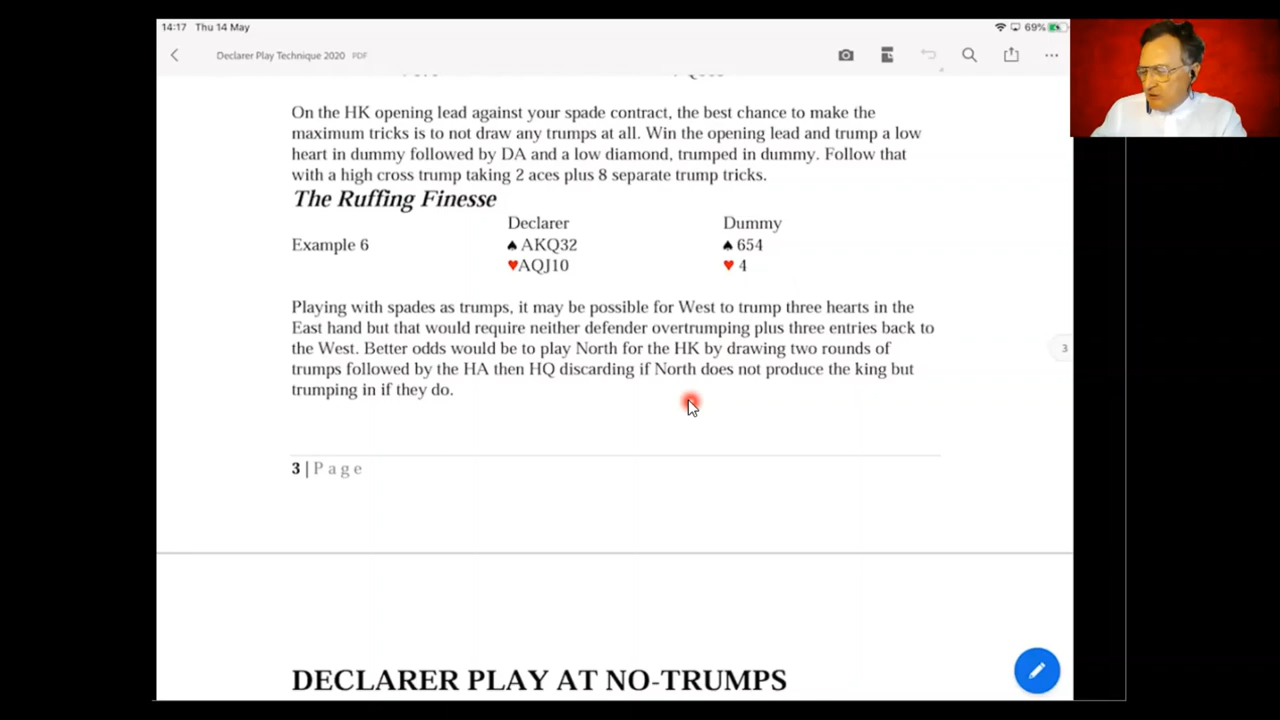 14:17 Thu 14 May
69%
Declarer Play Technique 2020 PDF
On the HK opening lead against your spade contract, the best chance to make the
maximum tricks is to not draw any trumps at all. Win the opening lead and trump a low
heart in dummy followed by DA and a low diamond, trumped in dummy. Follow that
with a high cross trump taking 2 aces plus 8 separate trump tricks.
The Ruffing Finesse
Declarer Dummy
Example 6 ♠ AKQ32 ♠ 654
♥AQJ10 ♥ 4
Playing with spades as trumps, it may be possible for West to trump three hearts in the
East hand but that would require neither defender overtrumping plus three entries back to
the West. Better odds would be to play North for the HK by drawing two rounds of
trumps followed by the HA then HQ discarding if North does not produce the king but
trumping in if they do.
3
3 | Page
DECLARER PLAY AT NO-TRUMPS